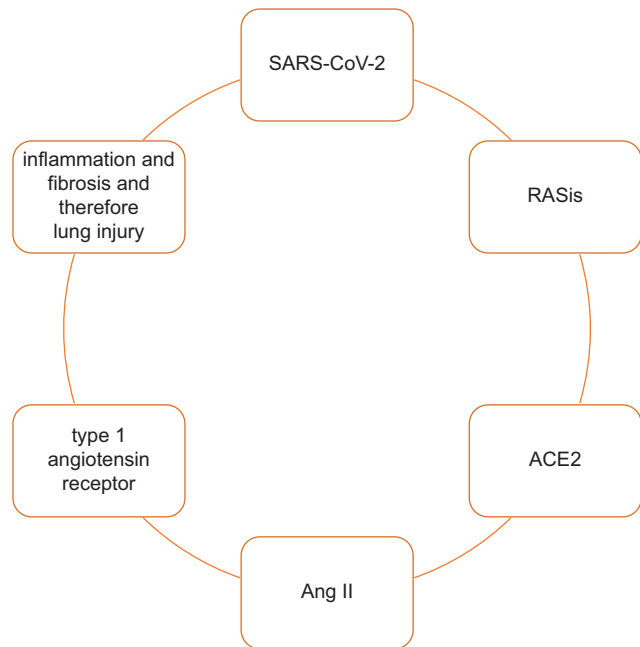 SARS-CoV-2
RASis
ACE2
Ang II
type 1
angiotensin
receptor
inflammation and
fibrosis and
therefore
lung injury